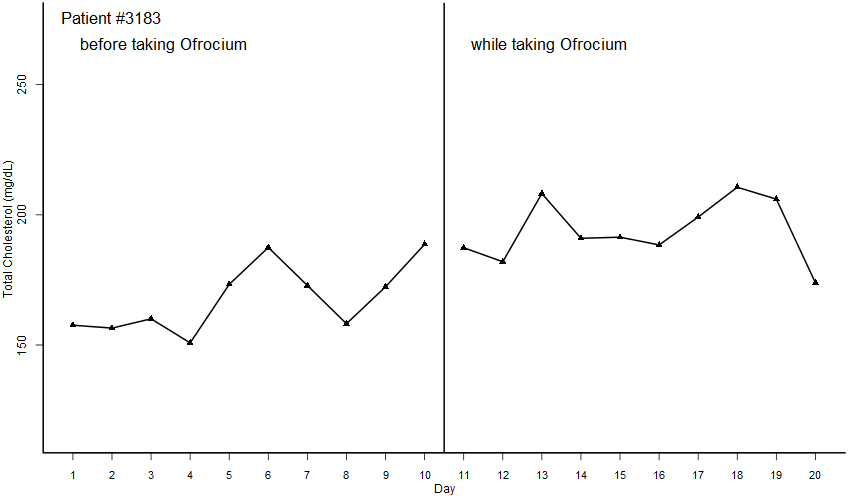 Patient #3183
before taking Ofrocium
while taking Ofrocium
Total Cholesterol (mg/dL)
250
200
150
1 2 3 4 5 6 7 8 9 10 11 12 13 14 15 16 17 18 19 20
Day